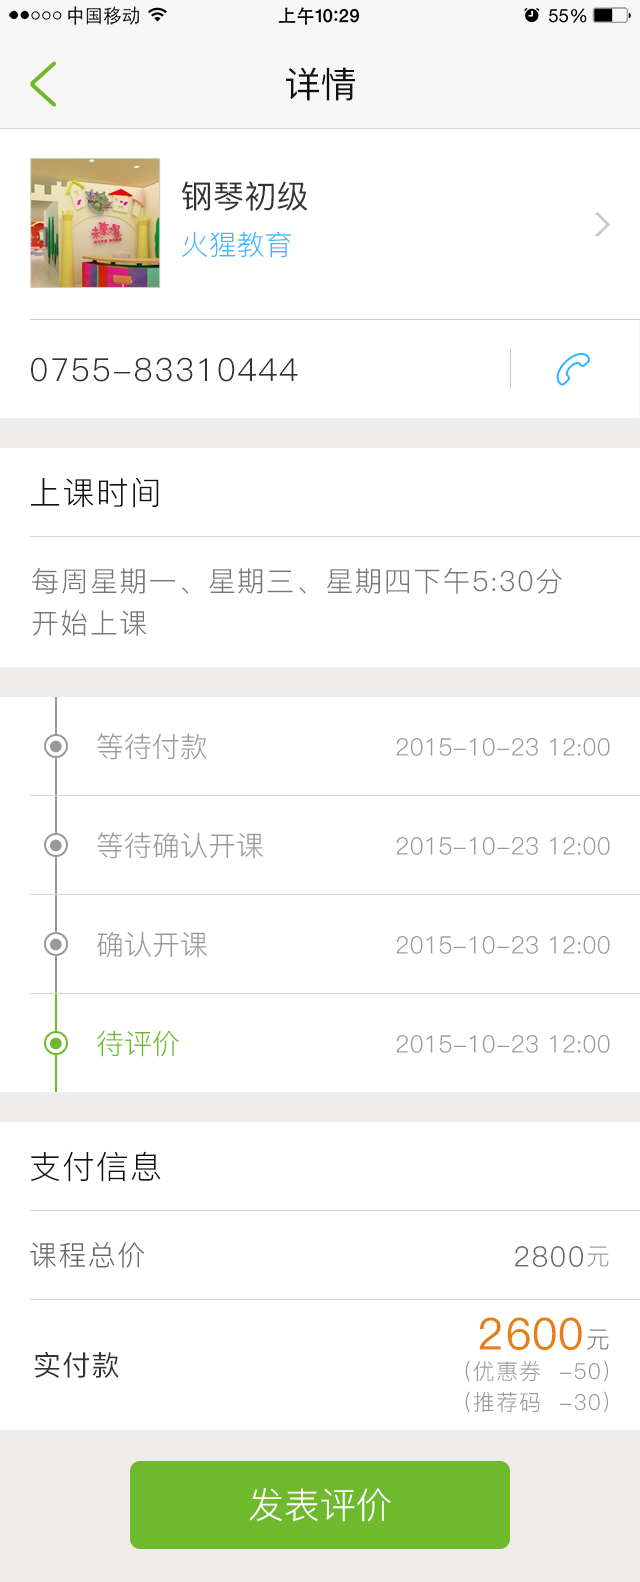 中国移动 上午10:29 55%
详情
钢琴初级
火猩教育
0755-83310444
上课时间
每周星期一、星期三、星期四下午5:30分
开始上课
等待付款 2015-10-23 12:00
等待确认开课 2015-10-23 12:00
确认开课 2015-10-23 12:00
待评价 2015-10-23 12:00
支付信息
课程总价 2800元
实付款 2600元
(优惠券 -50)
(推荐码 -30)
发表评价